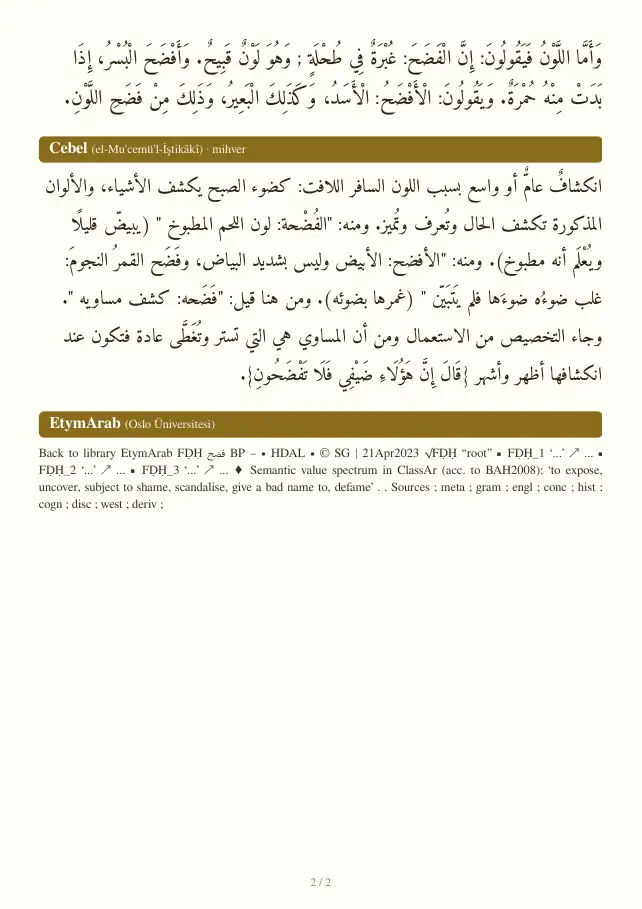 وَأَمَّا اللَّوْنُ فَيَقُولُونَ: إِنَّ الْفَضَحَ: غُبْرَةٌ فِي طُحْلَةٍ ; وَهُوَ لَوْنٌ قَبِيحٌ. وَأَفْضَحَ الْبُسْرُ، إِذَا
بَدَتْ مِنْهُ حُمْرَةٌ. وَيَقُولُونَ: الْأَفْضَحُ: الْأَسَدُ، وَكَذَلِكَ الْبَعِيرُ، وَذَلِكَ مِنْ فَضَحِ اللَّوْنِ.
Cebel (el-Mu'cemü'l-İştikâkî) · mihver
انكشافٌ عامٌّ أو واسع بسبب اللون السافر اللافت: كضوء الصبح يكشف الأشياء، والألوان
المذكورة تكشف الحال وتُعرف وتُميز. ومنه: "الفُضْحة: لون اللحم المطبوخ " (يبيضّ قليلًا
ويُعْلَم أنه مطبوخ). ومنه: "الأفضح: الأبيض وليس بشديد البياض، وفَضَح القمرُ النجومَ:
غلب ضوءُه ضوءَها فلم يَتَبَيّن " (غمرها بضوئه). ومن هنا قيل: "فَضَحه: كشف مساويه ".
وجاء التخصيص من الاستعمال ومن أن المساوي هي التي تستر وتُغَطَّى عادة فتكون عند
انكشافها أظهر وأشهر {قَالَ إِنَّ هَؤُلَاءِ ضَيْفِي فَلَا تَفْضَحُونِ}.
EtymArab (Oslo Üniversitesi)
Back to library EtymArab FḌḤ فضح BP – • HDAL • © SG | 21Apr2023 √FḌḤ “root” ▪ FḌḤ_1 ‘...’ ↗ ... ▪
FḌḤ_2 ‘...’ ↗ ... ▪ FḌḤ_3 ‘...’ ↗ ... ♦ Semantic value spectrum in ClassAr (acc. to BAH2008): ‘to expose,
uncover, subject to shame, scandalise, give a bad name to, defame’ . . Sources ; meta ; gram ; engl ; conc ; hist ;
cogn ; disc ; west ; deriv ;
2 / 2